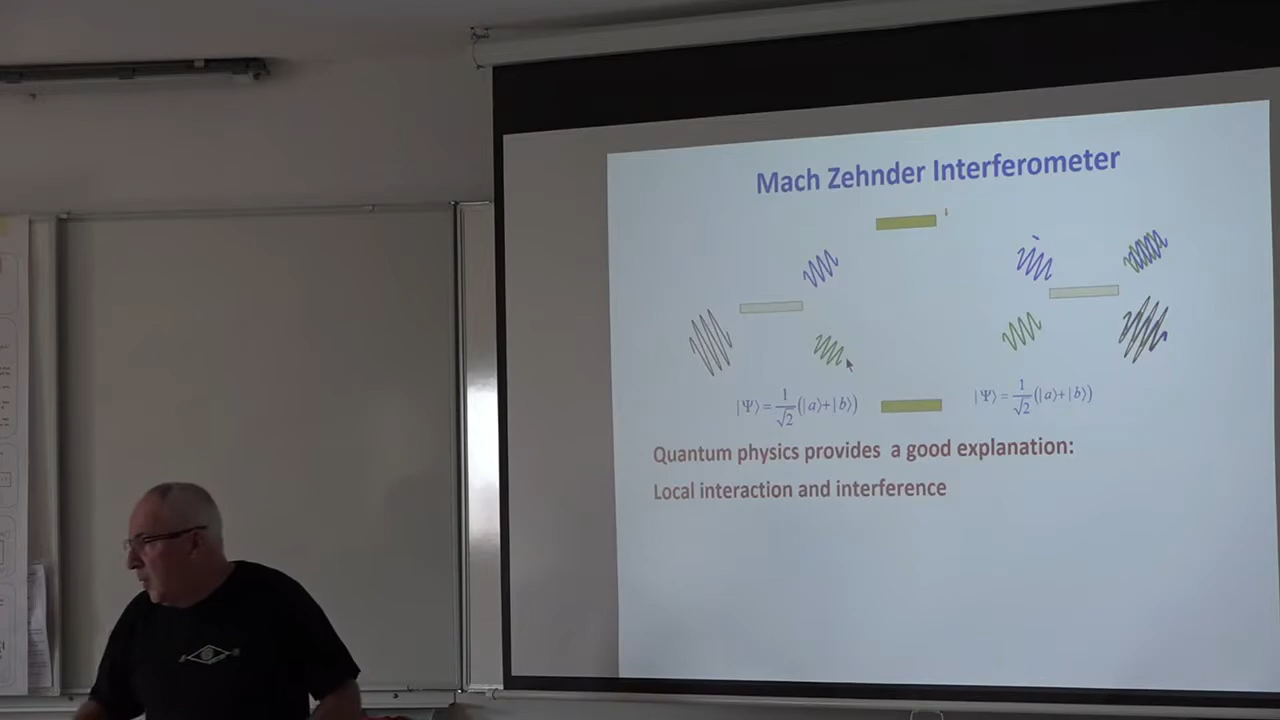 Mach Zehnder Interferometer
|Ψ⟩ = 1/√2 (|a⟩+|b⟩)
|Ψ⟩ = 1/√2 (|a⟩+|b⟩)
Quantum physics provides a good explanation:
Local interaction and interference